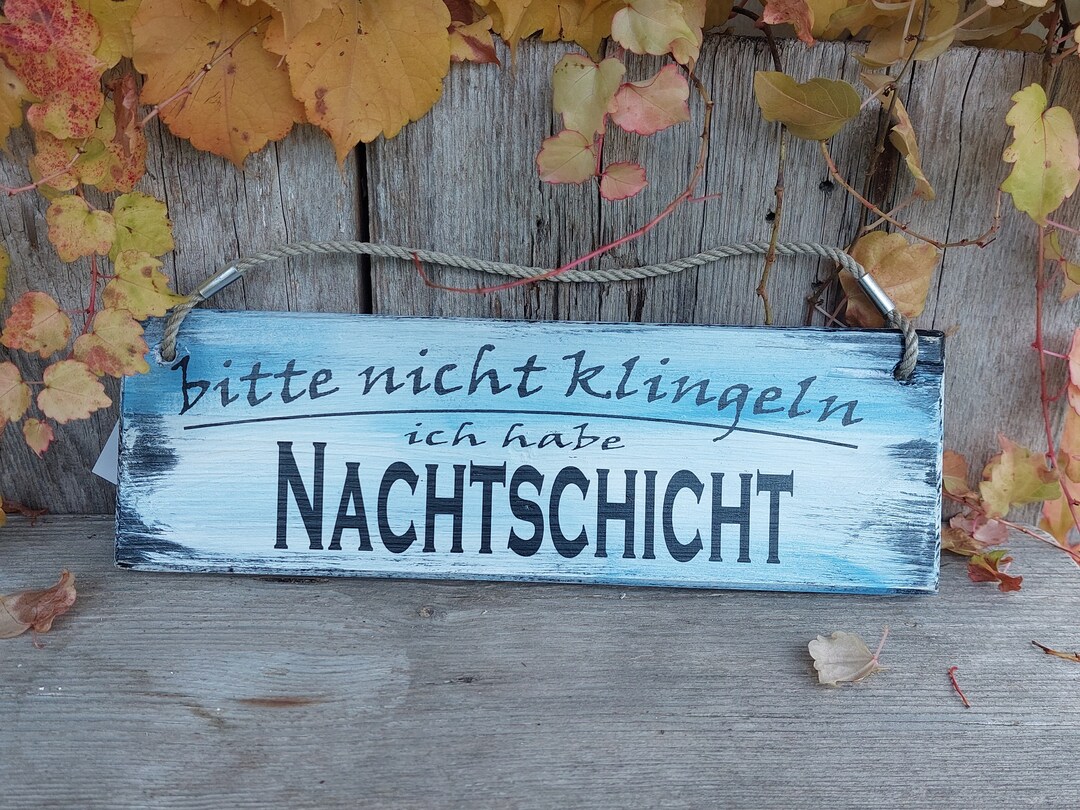 bitte nicht klingeln
ich habe
NACHTSCHICHT